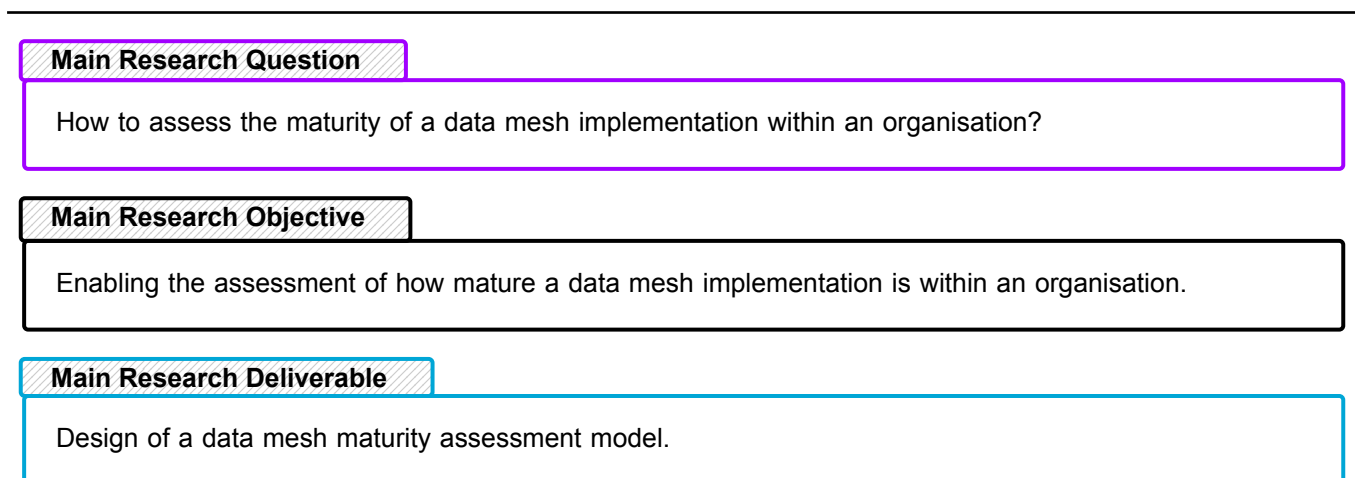 Main Research Question
How to assess the maturity of a data mesh implementation within an organisation?
Main Research Objective
Enabling the assessment of how mature a data mesh implementation is within an organisation.
Main Research Deliverable
Design of a data mesh maturity assessment model.